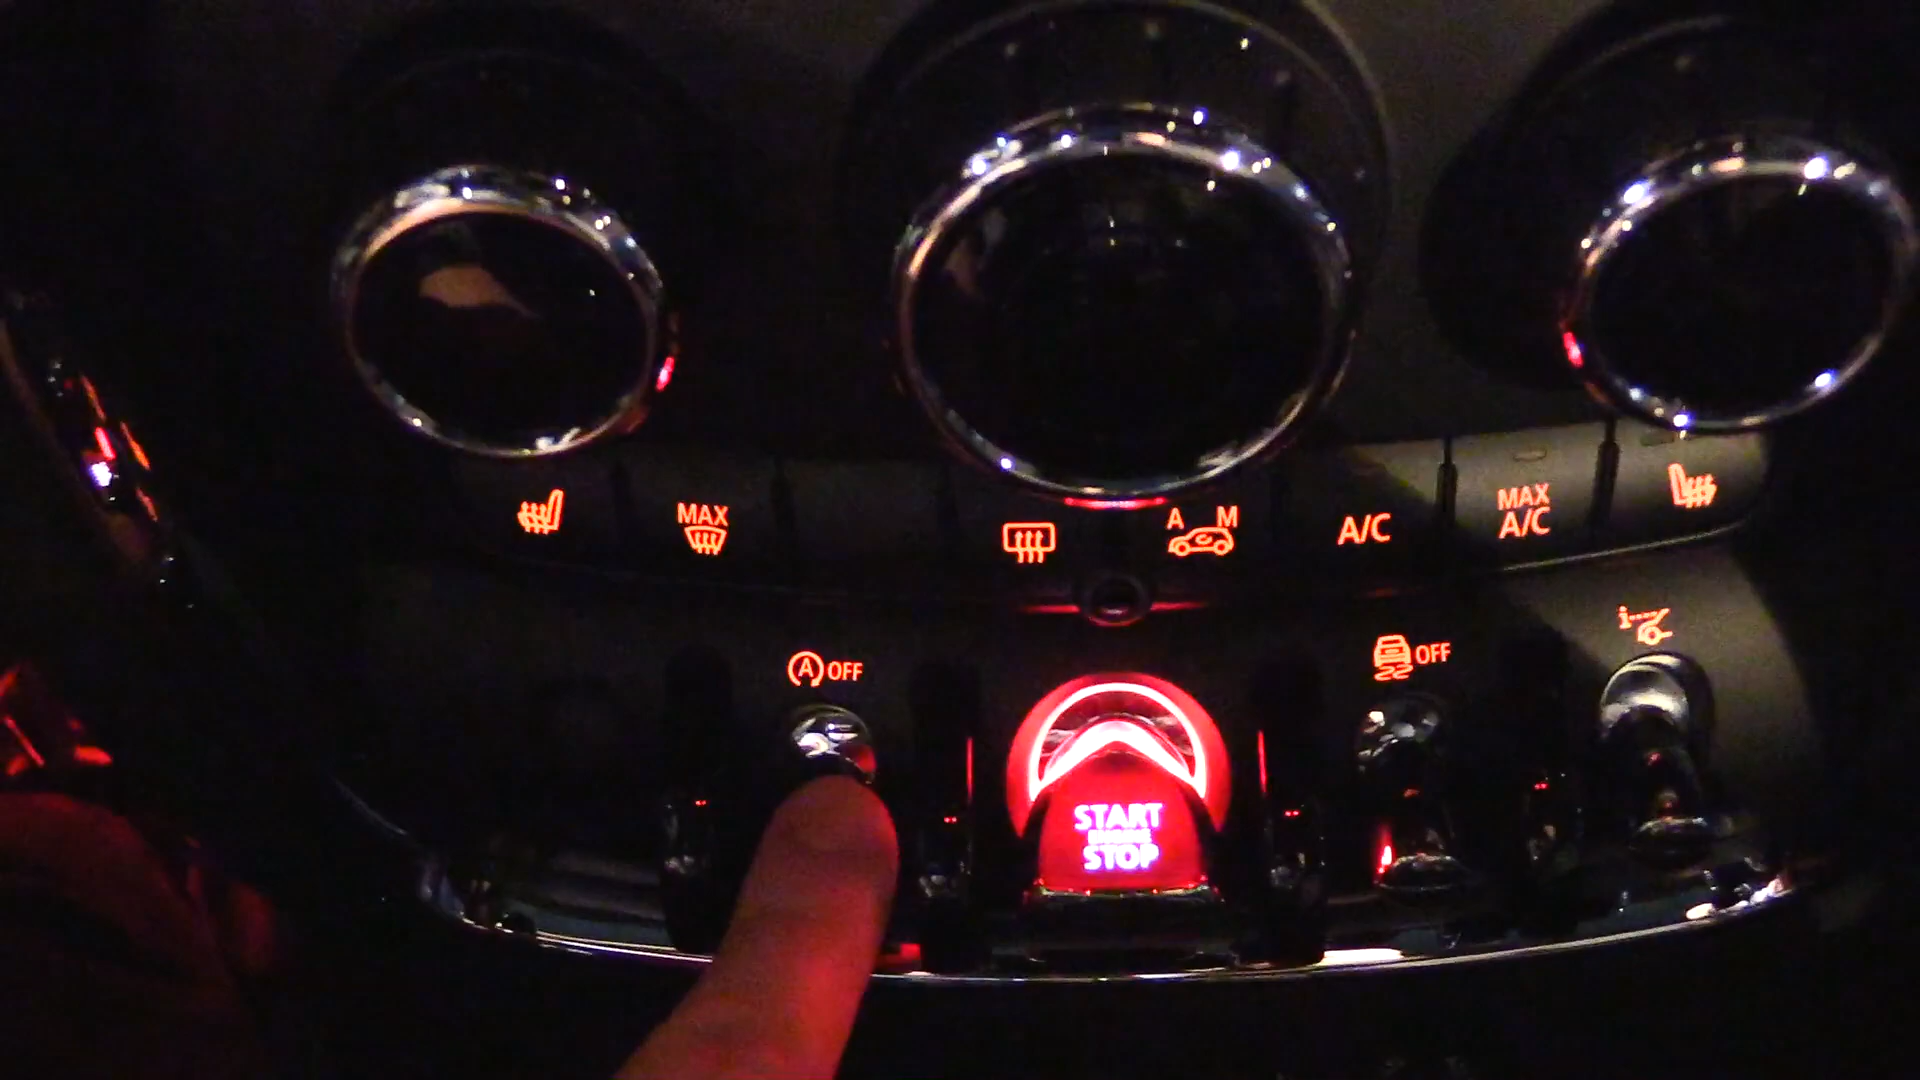 MAX
A M
A/C
MAX
A/C
A OFF
OFF
i
START
STOP